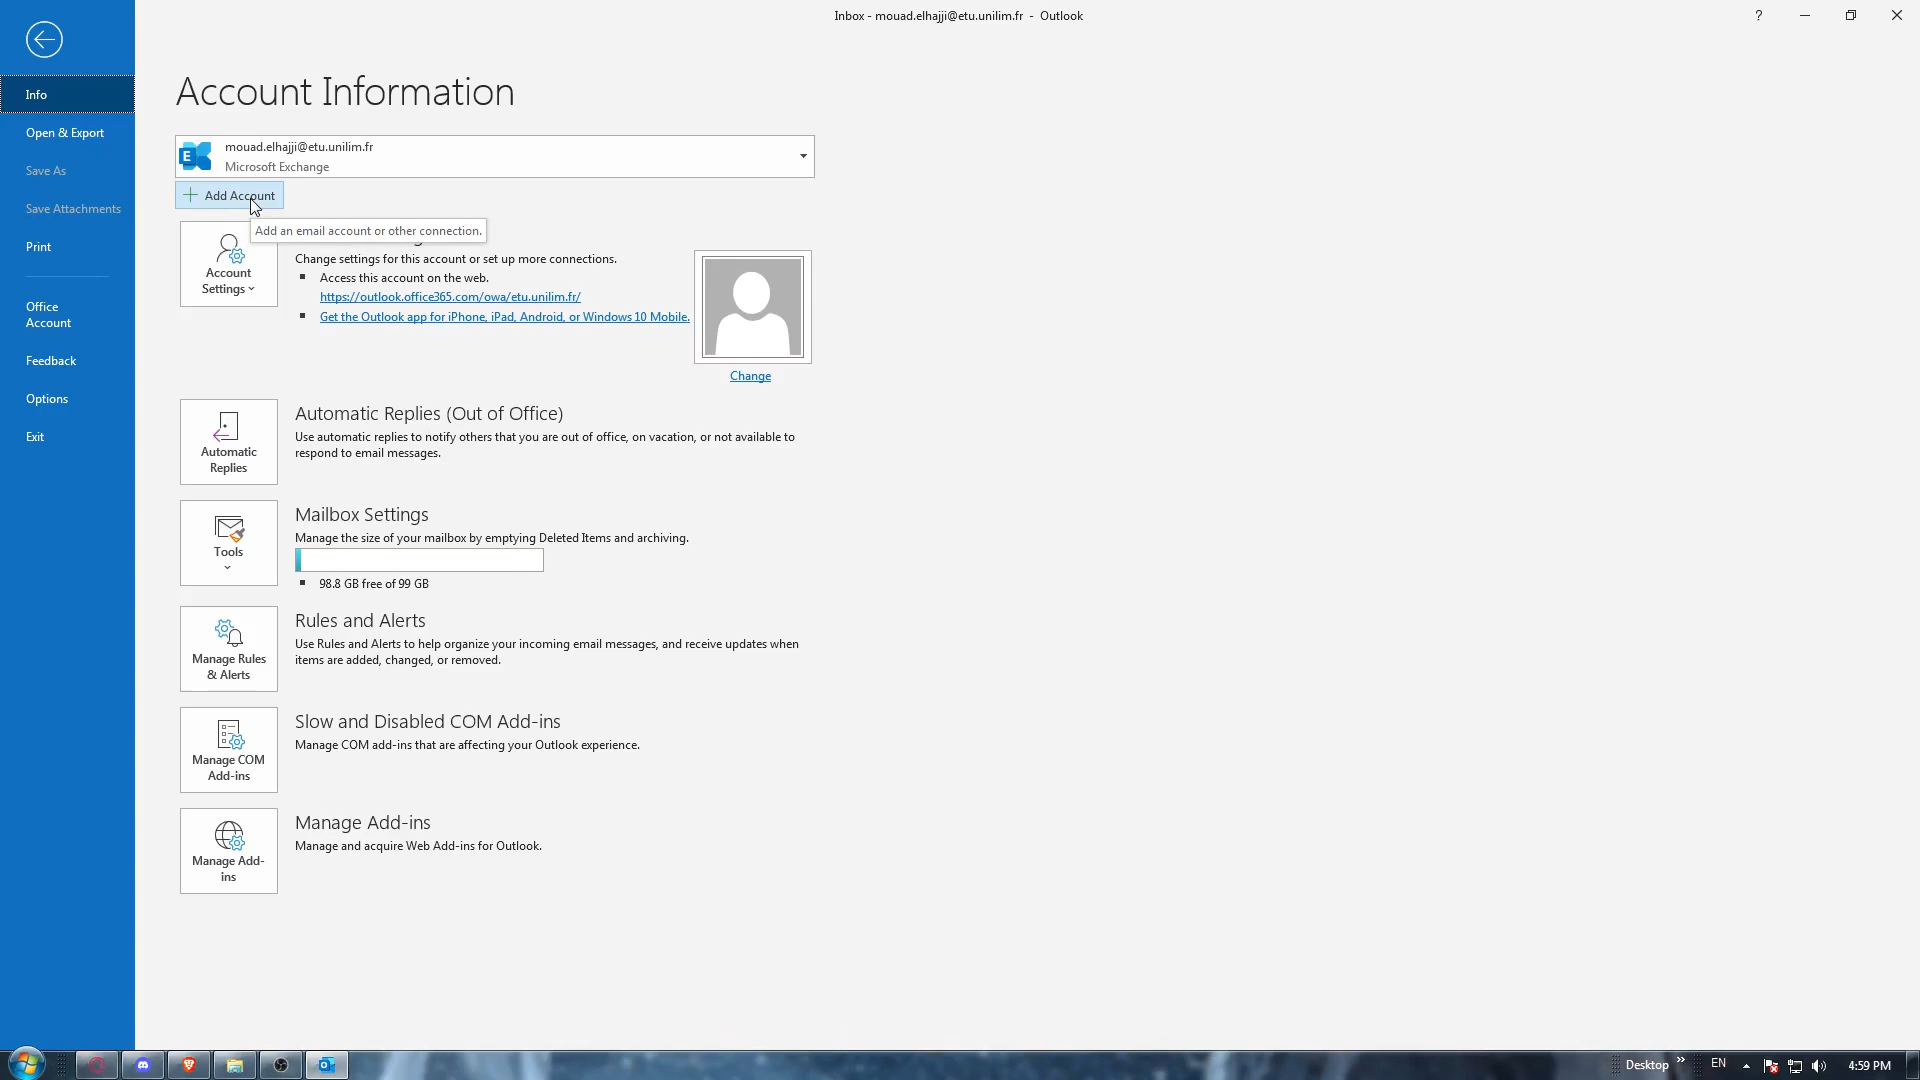 Inbox - mouad.elhajji@etu.unilim.fr - Outlook
?
Info
Open & Export
Save As
Save Attachments
Print
Office
Account
Feedback
Options
Exit
Account Information
E
mouad.elhajji@etu.unilim.fr
Microsoft Exchange
Add Account
Add an email account or other connection.
Account
Settings
Change settings for this account or set up more connections.
Access this account on the web.
https://outlook.office365.com/owa/etu.unilim.fr/
Get the Outlook app for iPhone, iPad, Android, or Windows 10 Mobile.
Change
Automatic
Replies
Automatic Replies (Out of Office)
Use automatic replies to notify others that you are out of office, on vacation, or not available to
respond to email messages.
Tools
Mailbox Settings
Manage the size of your mailbox by emptying Deleted Items and archiving.
98.8 GB free of 99 GB
Manage Rules
& Alerts
Rules and Alerts
Use Rules and Alerts to help organize your incoming email messages, and receive updates when
items are added, changed, or removed.
Manage COM
Add-ins
Slow and Disabled COM Add-ins
Manage COM add-ins that are affecting your Outlook experience.
Manage Add-
ins
Manage Add-ins
Manage and acquire Web Add-ins for Outlook.
Desktop
EN
4:59 PM